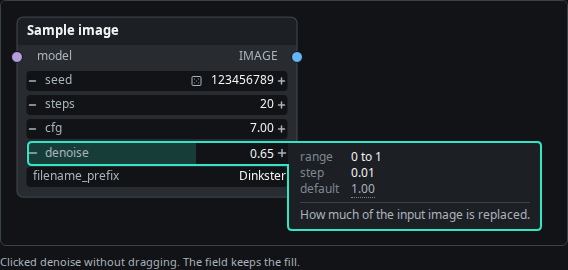 Sample image
model IMAGE
− seed 123456789 +
− steps 20 +
− cfg 7.00 +
− denoise 0.65 +
filename_prefix Dinkster
range 0 to 1
step 0.01
default 1.00
How much of the input image is replaced.
Clicked denoise without dragging. The field keeps the fill.